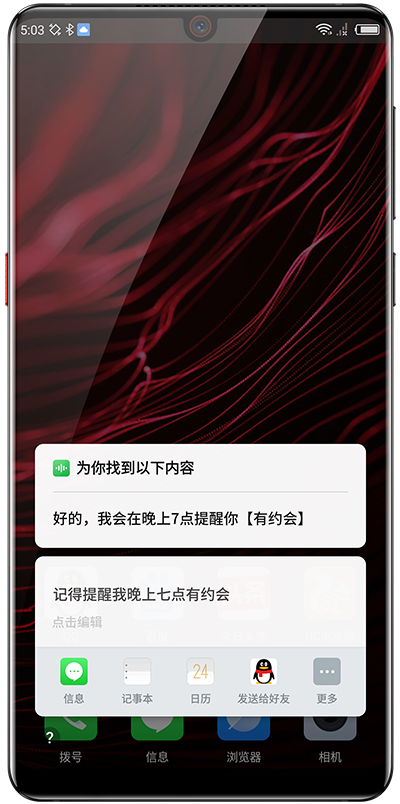 5:03
为你找到以下内容
好的，我会在晚上7点提醒你【有约会】
记得提醒我晚上七点有约会
点击编辑
24
信息 记事本 日历 发送给好友 更多
?
拨号 信息 浏览器 相机